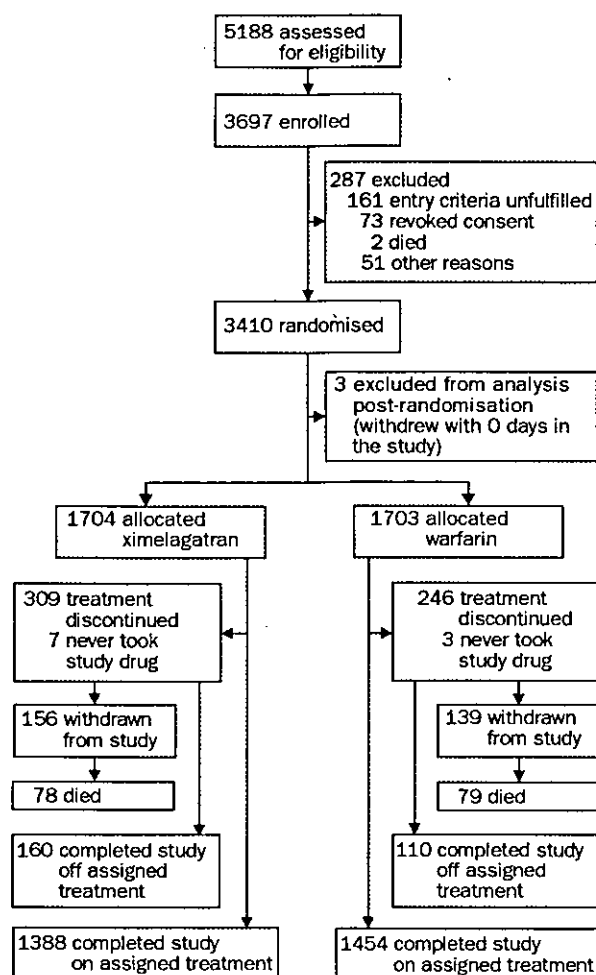 5188 assessed
for eligibility
3697 enrolled
287 excluded
161 entry criteria unfulfilled
73 revoked consent
2 died
51 other reasons
3410 randomised
3 excluded from analysis
post-randomisation
(withdrew with 0 days in
the study)
1704 allocated
ximelagatran
1703 allocated
warfarin
309 treatment
discontinued
7 never took
study drug
246 treatment
discontinued
3 never took
study drug
156 withdrawn
from study
139 withdrawn
from study
78 died
79 died
160 completed study
off assigned
treatment
110 completed study
off assigned
treatment
1388 completed study
on assigned treatment
1454 completed study
on assigned treatment